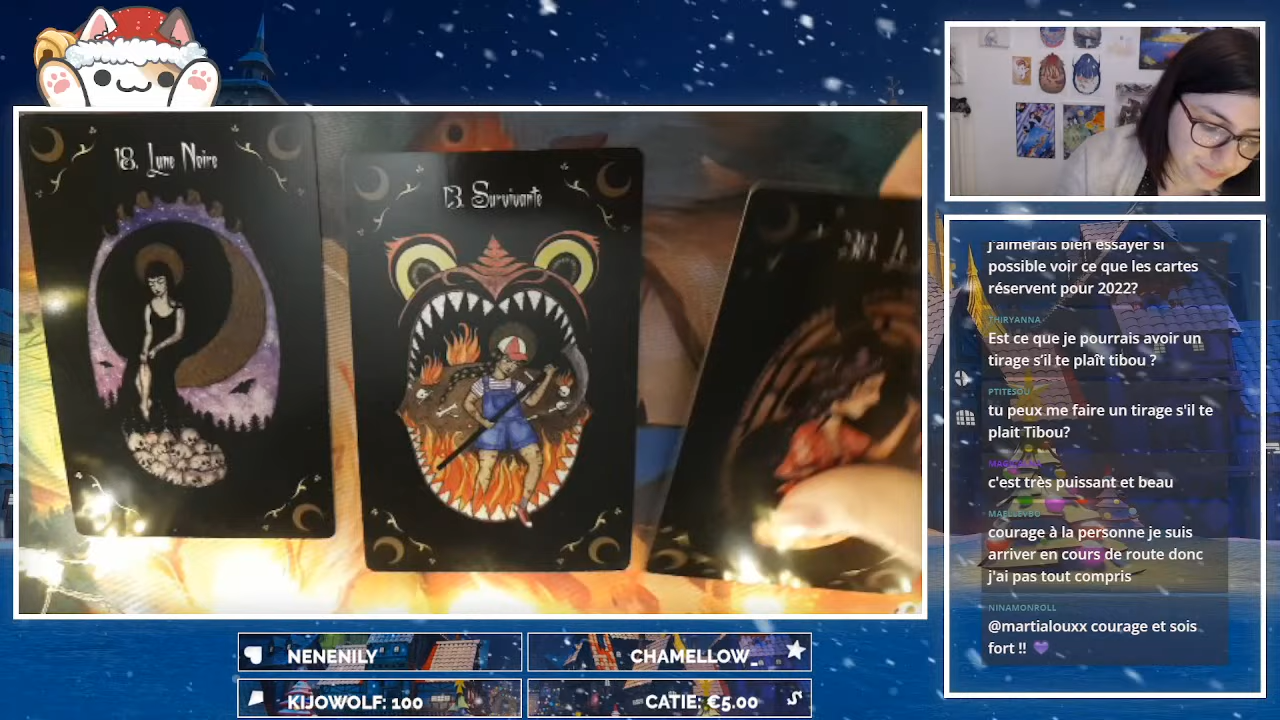 18. Lune Noire
13. Survivante
j'aimerais bien essayer si
possible voir ce que les cartes
réservent pour 2022?
THIRYANNA
Est ce que je pourrais avoir un
tirage s'il te plaît tibou ?
PTITESOU
tu peux me faire un tirage s'il te
plait Tibou?
c'est très puissant et beau
MAELLEVBO
courage à la personne je suis
arriver en cours de route donc
j'ai pas tout compris
NINAMONROLL
@martialouxx courage et sois
fort !! 💜
NENENILY
CHAMELLOW_
KIJOWOLF: 100
CATIE: €5.00